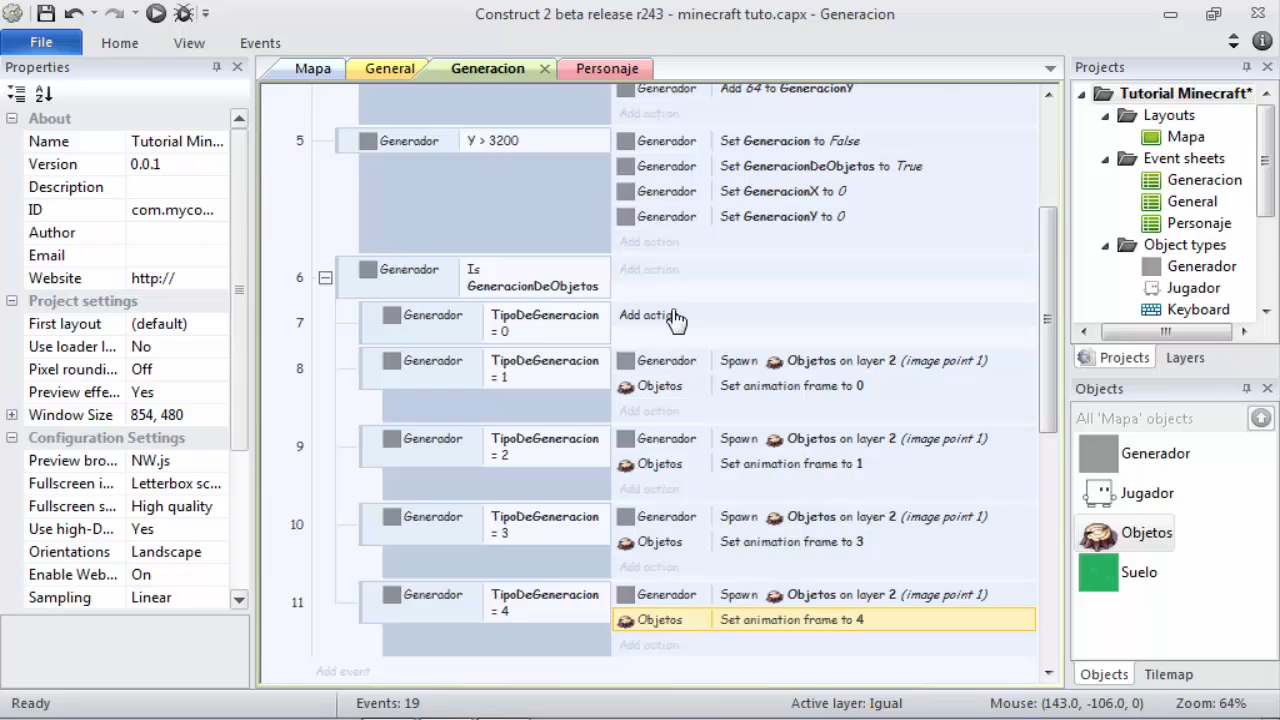 Construct 2 beta release r243 - minecraft tuto.capx - Generacion
File Home View Events
Properties
About
Name Tutorial Min...
Version 0.0.1
Description
ID com.myco...
Author
Email
Website http://
Project settings
First layout (default)
Use loader l... No
Pixel roundi... Off
Preview effe... Yes
Window Size 854, 480
Configuration Settings
Preview bro... NW.js
Fullscreen i... Letterbox sc...
Fullscreen s... High quality
Use high-D... Yes
Orientations Landscape
Enable Web... On
Sampling Linear
Mapa General Generacion Personaje
Generador Add 64 to GeneracionY
Add action
5 Generador Y > 3200 Generador Set Generacion to False
Generador Set GeneracionDeObjetos to True
Generador Set GeneracionX to 0
Generador Set GeneracionY to 0
Add action
6 Generador Is GeneracionDeObjetos Add action
7 Generador TipoDeGeneracion = 0 Add action
8 Generador TipoDeGeneracion = 1 Generador Spawn Objetos on layer 2 (image point 1)
Objetos Set animation frame to 0
Add action
9 Generador TipoDeGeneracion = 2 Generador Spawn Objetos on layer 2 (image point 1)
Objetos Set animation frame to 1
Add action
10 Generador TipoDeGeneracion = 3 Generador Spawn Objetos on layer 2 (image point 1)
Objetos Set animation frame to 3
Add action
11 Generador TipoDeGeneracion = 4 Generador Spawn Objetos on layer 2 (image point 1)
Objetos Set animation frame to 4
Add action
Add event
Projects
Tutorial Minecraft*
Layouts
Mapa
Event sheets
Generacion
General
Personaje
Object types
Generador
Jugador
Keyboard
Projects Layers
Objects
All 'Mapa' objects
Generador
Jugador
Objetos
Suelo
Objects Tilemap
Ready Events: 19 Active layer: Igual Mouse: (143.0, -106.0, 0) Zoom: 64%